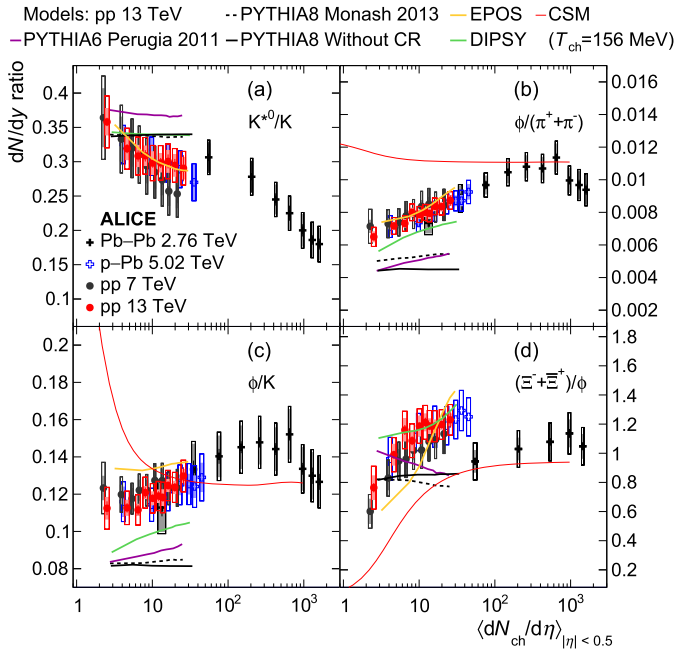 Models: pp 13 TeV
PYTHIA8 Monash 2013
EPOS
CSM
PYTHIA6 Perugia 2011
PYTHIA8 Without CR
DIPSY
(T_ch=156 MeV)
dN/dy ratio
0.4
0.35
0.3
0.25
0.2
0.15
0.1
(a)
K*⁰/K
ALICE
Pb–Pb 2.76 TeV
p–Pb 5.02 TeV
pp 7 TeV
pp 13 TeV
(b)
ϕ/(π⁺+π⁻)
0.016
0.014
0.012
0.010
0.008
0.006
0.004
0.002
0.2
0.18
0.16
0.14
0.12
0.1
0.08
(c)
ϕ/K
(d)
(Ξ⁻+Ξ̅⁺)/ϕ
1.8
1.6
1.4
1.2
1.0
0.8
0.6
0.4
0.2
1 10 10² 10³ 1 10 10² 10³
⟨dN_ch/dη⟩_|η| < 0.5